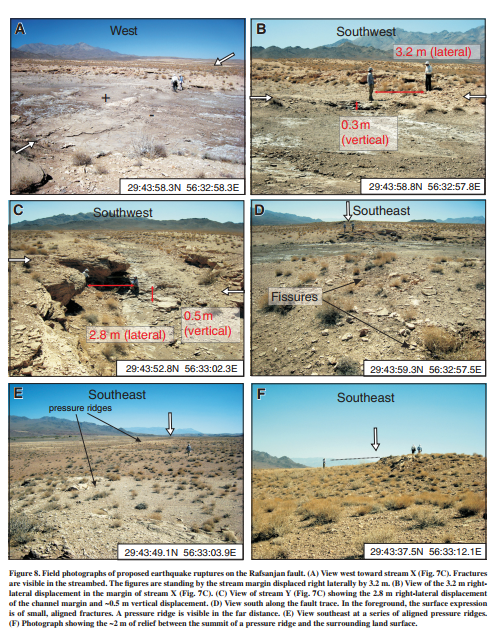 A
West
29:43:58.3N 56:32:58.3E
B
Southwest
3.2 m (lateral)
0.3 m
(vertical)
29:43:58.8N 56:32:57.8E
C
Southwest
2.8 m (lateral)
0.5 m
(vertical)
29:43:52.8N 56:33:02.3E
D
Southeast
Fissures
29:43:59.3N 56:32:57.5E
E
Southeast
pressure ridges
29:43:49.1N 56:33:03.9E
F
Southeast
29:43:37.5N 56:33:12.1E
Figure 8. Field photographs of proposed earthquake ruptures on the Rafsanjan fault. (A) View west toward stream X (Fig. 7C). Fractures
are visible in the streambed. The figures are standing by the stream margin displaced right laterally by 3.2 m. (B) View of the 3.2 m right-
lateral displacement in the margin of stream X (Fig. 7C). (C) View of stream Y (Fig. 7C) showing the 2.8 m right-lateral displacement
of the channel margin and ~0.5 m vertical displacement. (D) View south along the fault trace. In the foreground, the surface expression
is of small, aligned fractures. A pressure ridge is visible in the far distance. (E) View southeast at a series of aligned pressure ridges.
(F) Photograph showing the ~2 m of relief between the summit of a pressure ridge and the surrounding land surface.